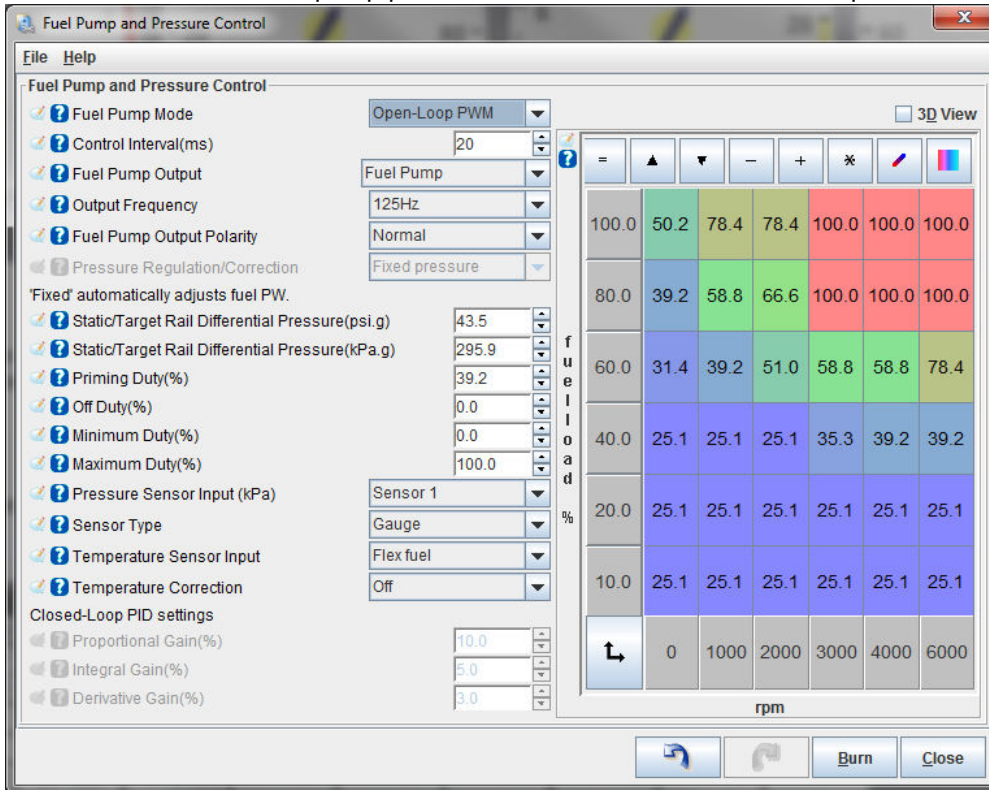 Fuel Pump and Pressure Control
File Help
Fuel Pump and Pressure Control
Fuel Pump Mode Open-Loop PWM
3D View
Control Interval(ms) 20
= - +
Fuel Pump Output Fuel Pump
Output Frequency 125Hz
Fuel Pump Output Polarity Normal
Pressure Regulation/Correction Fixed pressure
'Fixed' automatically adjusts fuel PW.
Static/Target Rail Differential Pressure(psi.g) 43.5
Static/Target Rail Differential Pressure(kPa.g) 295.9
Priming Duty(%) 39.2
Off Duty(%) 0.0
Minimum Duty(%) 0.0
Maximum Duty(%) 100.0
Pressure Sensor Input (kPa) Sensor 1
Sensor Type Gauge
Temperature Sensor Input Flex fuel
Temperature Correction Off
Closed-Loop PID settings
Proportional Gain(%) 10.0
Integral Gain(%) 5.0
Derivative Gain(%) 3.0
fuelload %
100.0 50.2 78.4 78.4 100.0 100.0 100.0
80.0 39.2 58.8 66.6 100.0 100.0 100.0
60.0 31.4 39.2 51.0 58.8 58.8 78.4
40.0 25.1 25.1 25.1 35.3 39.2 39.2
20.0 25.1 25.1 25.1 25.1 25.1 25.1
10.0 25.1 25.1 25.1 25.1 25.1 25.1
0 1000 2000 3000 4000 6000
rpm
Burn Close